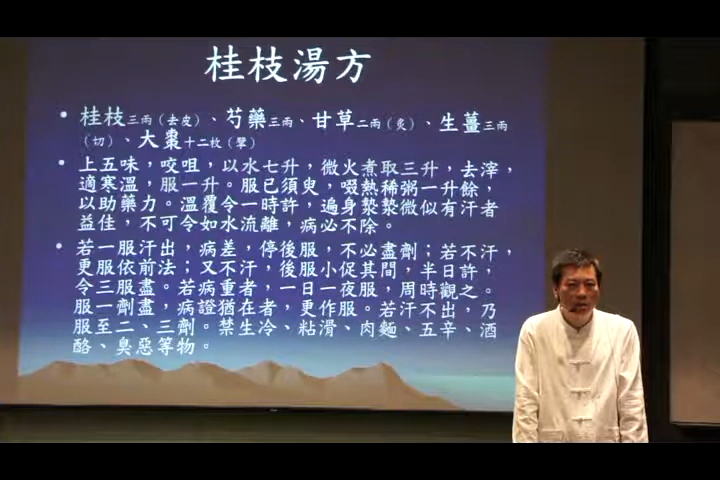 桂枝湯方
• 桂枝三兩（去皮）、芍藥三兩、甘草二兩（炙）、生薑三兩
（切）、大棗十二枚（擘）
• 上五味，咬咀，以水七升，微火煮取三升，去滓，
適寒溫，服一升。服已須臾，啜熱稀粥一升餘，
以助藥力。溫覆令一時許，遍身漐漐微似有汗者
益佳，不可令如水流離，病必不除。
• 若一服汗出，病差，停後服，不必盡劑；若不汗，
更服依前法；又不汗，後服小促其間，半日許，
令三服盡。若病重者，一日一夜服，周時觀之。
服一劑盡，病證猶在者，更作服。若汗不出，乃
服至二、三劑。禁生冷、粘滑、肉麵、五辛、酒
酪、臭惡等物。